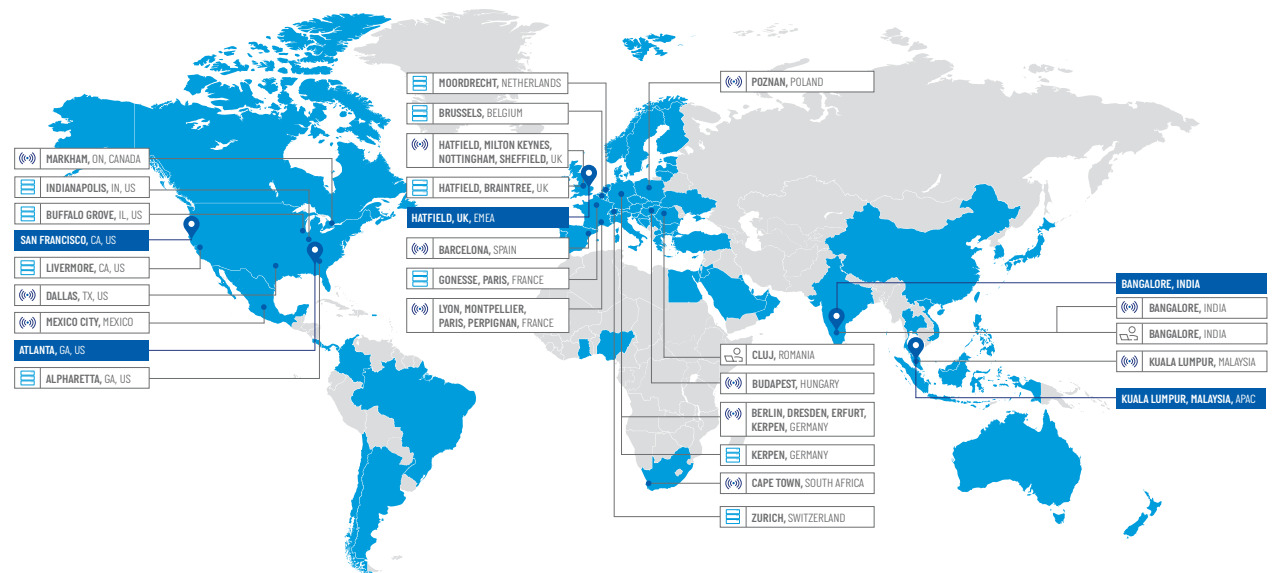 MARKHAM, ON, CANADA
INDIANAPOLIS, IN, US
BUFFALO GROVE, IL, US
SAN FRANCISCO, CA, US
LIVERMORE, CA, US
DALLAS, TX, US
MEXICO CITY, MEXICO
ATLANTA, GA, US
ALPHARETTA, GA, US
MOORDRECHT, NETHERLANDS
BRUSSELS, BELGIUM
HATFIELD, MILTON KEYNES,
NOTTINGHAM, SHEFFIELD, UK
HATFIELD, BRAINTREE, UK
HATFIELD, UK, EMEA
BARCELONA, SPAIN
GONESSE, PARIS, FRANCE
LYON, MONTPELLIER,
PARIS, PERPIGNAN, FRANCE
POZNAN, POLAND
CLUJ, ROMANIA
BUDAPEST, HUNGARY
BERLIN, DRESDEN, ERFURT,
KERPEN, GERMANY
KERPEN, GERMANY
CAPE TOWN, SOUTH AFRICA
ZURICH, SWITZERLAND
BANGALORE, INDIA
BANGALORE, INDIA
BANGALORE, INDIA
KUALA LUMPUR, MALAYSIA
KUALA LUMPUR, MALAYSIA, APAC